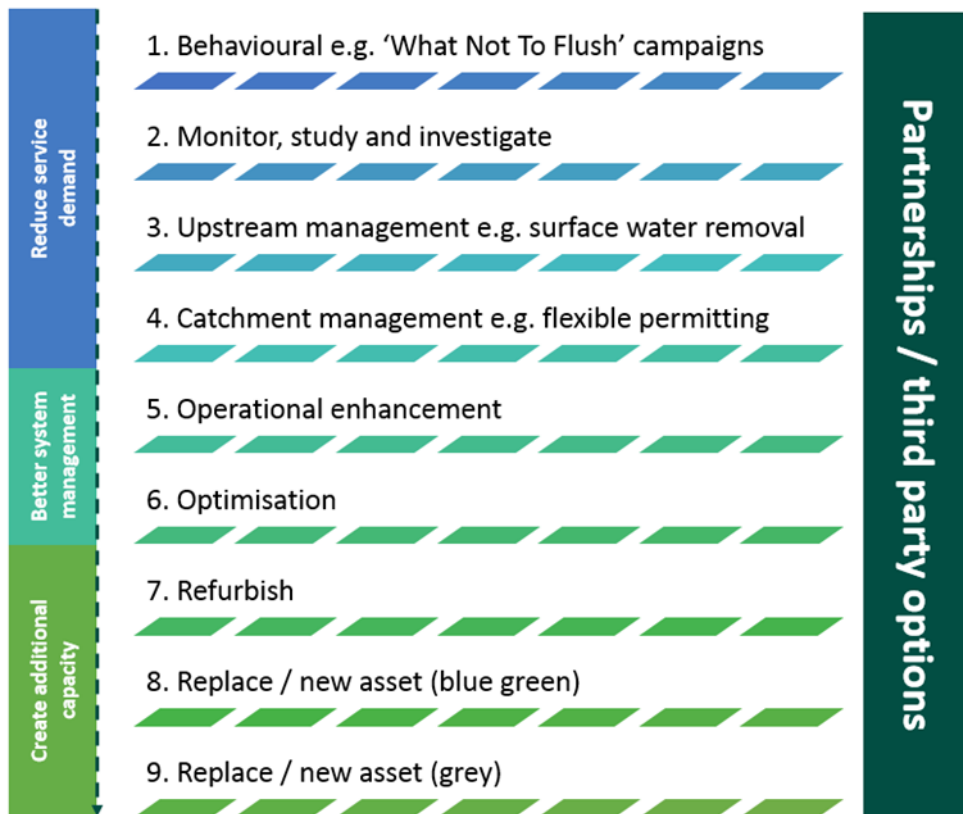 Reduce service
demand
Better system
management
Create additional
capacity
1. Behavioural e.g. ‘What Not To Flush’ campaigns
2. Monitor, study and investigate
3. Upstream management e.g. surface water removal
4. Catchment management e.g. flexible permitting
5. Operational enhancement
6. Optimisation
7. Refurbish
8. Replace / new asset (blue green)
9. Replace / new asset (grey)
Partnerships / third party options